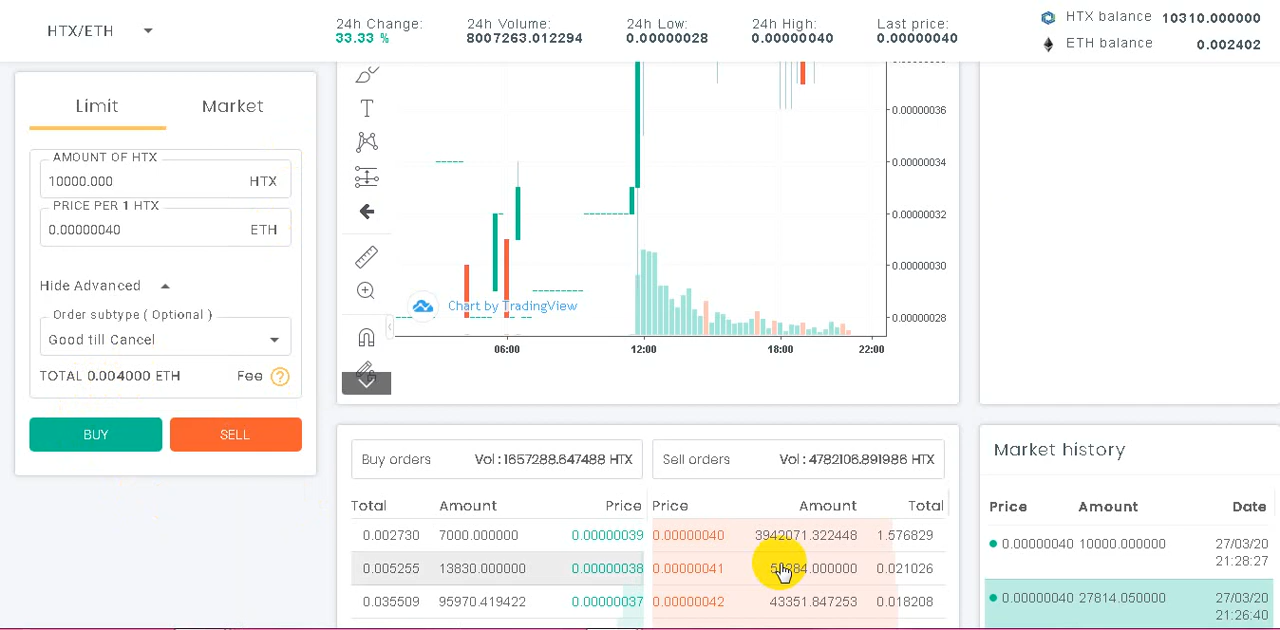 HTX/ETH
24h Change:
33.33 %
24h Volume:
8007263.012294
24h Low:
0.00000028
24h High:
0.00000040
Last price:
0.00000040
HTX balance 10310.000000
ETH balance 0.002402
Limit Market
AMOUNT OF HTX
10000.000 HTX
PRICE PER 1 HTX
0.00000040 ETH
Hide Advanced
Order subtype ( Optional )
Good till Cancel
TOTAL 0.004000 ETH Fee ?
BUY SELL
T
0.00000036
0.00000034
0.00000032
0.00000030
0.00000028
Chart by TradingView
06:00 12:00 18:00 22:00
Buy orders Vol : 1657288.647488 HTX
Total Amount Price
0.002730 7000.000000 0.00000039
0.005255 13830.000000 0.00000038
0.035509 95970.419422 0.00000037
Sell orders Vol : 4782106.891986 HTX
Price Amount Total
0.00000040 3942071.322448 1.576829
0.00000041 0.021026
0.00000042 43351.847253 0.018208
Market history
Price Amount Date
0.00000040 10000.000000 27/03/20
21:28:27
0.00000040 27814.050000 27/03/20
21:26:40